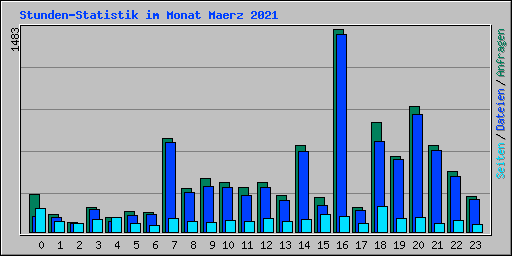 Stunden-Statistik im Monat Maerz 2021
1483
Seiten/Dateien/Anfragen
0 1 2 3 4 5 6 7 8 9 10 11 12 13 14 15 16 17 18 19 20 21 22 23